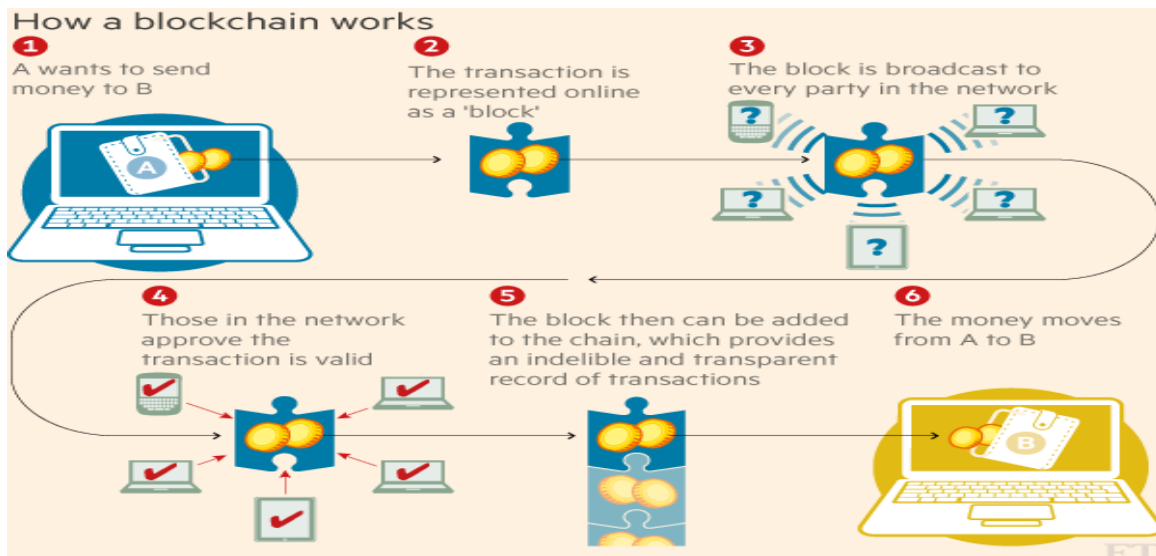 How a blockchain works
1
A wants to send
money to B
2
The transaction is
represented online
as a 'block'
3
The block is broadcast to
every party in the network
A
?
?
?
?
?
4
Those in the network
approve the
transaction is valid
5
The block then can be added
to the chain, which provides
an indelible and transparent
record of transactions
6
The money moves
from A to B
B
FT